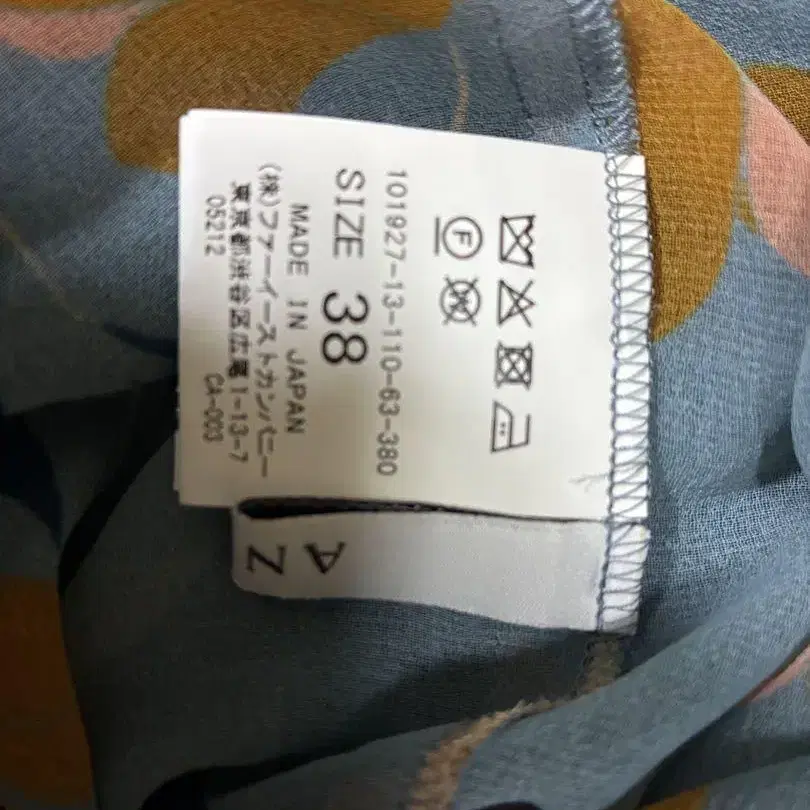 101927-13-110-63-380
SIZE 38
MADE IN JAPAN
(株)ファーイーストカンパニー
東京都渋谷区広尾1-13-7
05212 CA-003
F
W
A
Z